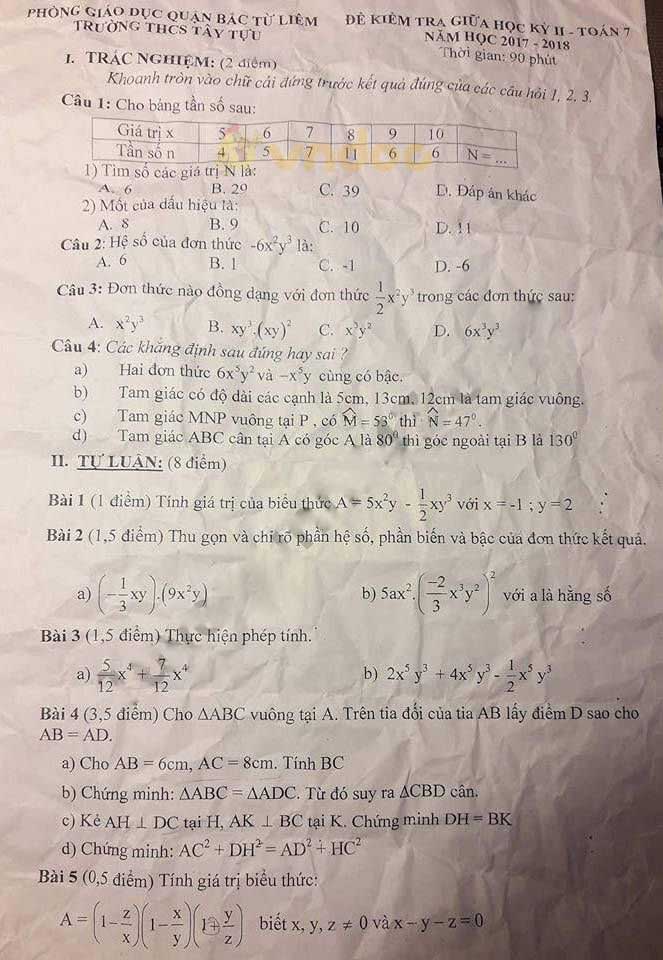 PHÒNG GIÁO DỤC QUẬN BẮC TỪ LIÊM
TRƯỜNG THCS TÂY TỰU
ĐỀ KIỂM TRA GIỮA HỌC KỲ II - TOÁN 7
NĂM HỌC 2017 - 2018
Thời gian: 90 phút
I. TRẮC NGHIỆM: (2 điểm)
Khoanh tròn vào chữ cái đứng trước kết quả đúng của các câu hỏi 1, 2, 3.
Câu 1: Cho bảng tần số sau:
Giá trị x 5 6 7 8 9 10
Tần số n 4 5 7 11 6 6 N = ...
vndoc
1) Tìm số các giá trị N là:
A. 6 B. 29 C. 39 D. Đáp án khác
2) Mốt của dấu hiệu là:
A. 8 B. 9 C. 10 D. 11
Câu 2: Hệ số của đơn thức -6x²y³ là:
A. 6 B. 1 C. -1 D. -6
Câu 3: Đơn thức nào đồng dạng với đơn thức 1/2 x²y³ trong các đơn thức sau:
A. x²y³ B. xy³.(xy)² C. x³y² D. 6x³y³
Câu 4: Các khẳng định sau đúng hay sai ?
a) Hai đơn thức 6x⁵y² và −x⁵y cùng có bậc.
b) Tam giác có độ dài các cạnh là 5cm, 13cm, 12cm là tam giác vuông.
c) Tam giác MNP vuông tại P , có M̂ = 53⁰ thì N̂ = 47⁰.
d) Tam giác ABC cân tại A có góc A là 80⁰ thì góc ngoài tại B là 130⁰
II. TỰ LUẬN: (8 điểm)
Bài 1 (1 điểm) Tính giá trị của biểu thức A = 5x²y - 1/2 xy³ với x = -1 ; y = 2
Bài 2 (1,5 điểm) Thu gọn và chỉ rõ phần hệ số, phần biến và bậc của đơn thức kết quả.
a) (−1/3 xy).(9x²y) b) 5ax².(−2/3 x³y²)² với a là hằng số
Bài 3 (1,5 điểm) Thực hiện phép tính.
a) 5/12 x⁴ + 7/12 x⁴ b) 2x⁵y³ + 4x⁵y³ - 1/2 x⁵y³
Bài 4 (3,5 điểm) Cho ΔABC vuông tại A. Trên tia đối của tia AB lấy điểm D sao cho
AB = AD.
a) Cho AB = 6cm, AC = 8cm. Tính BC
b) Chứng minh: ΔABC = ΔADC. Từ đó suy ra ΔCBD cân.
c) Kẻ AH ⊥ DC tại H, AK ⊥ BC tại K. Chứng minh DH = BK
d) Chứng minh: AC² + DH² = AD² + HC²
Bài 5 (0,5 điểm) Tính giá trị biểu thức:
A = (1−z/x)(1−x/y)(1+y/z) biết x, y, z ≠ 0 và x − y − z = 0